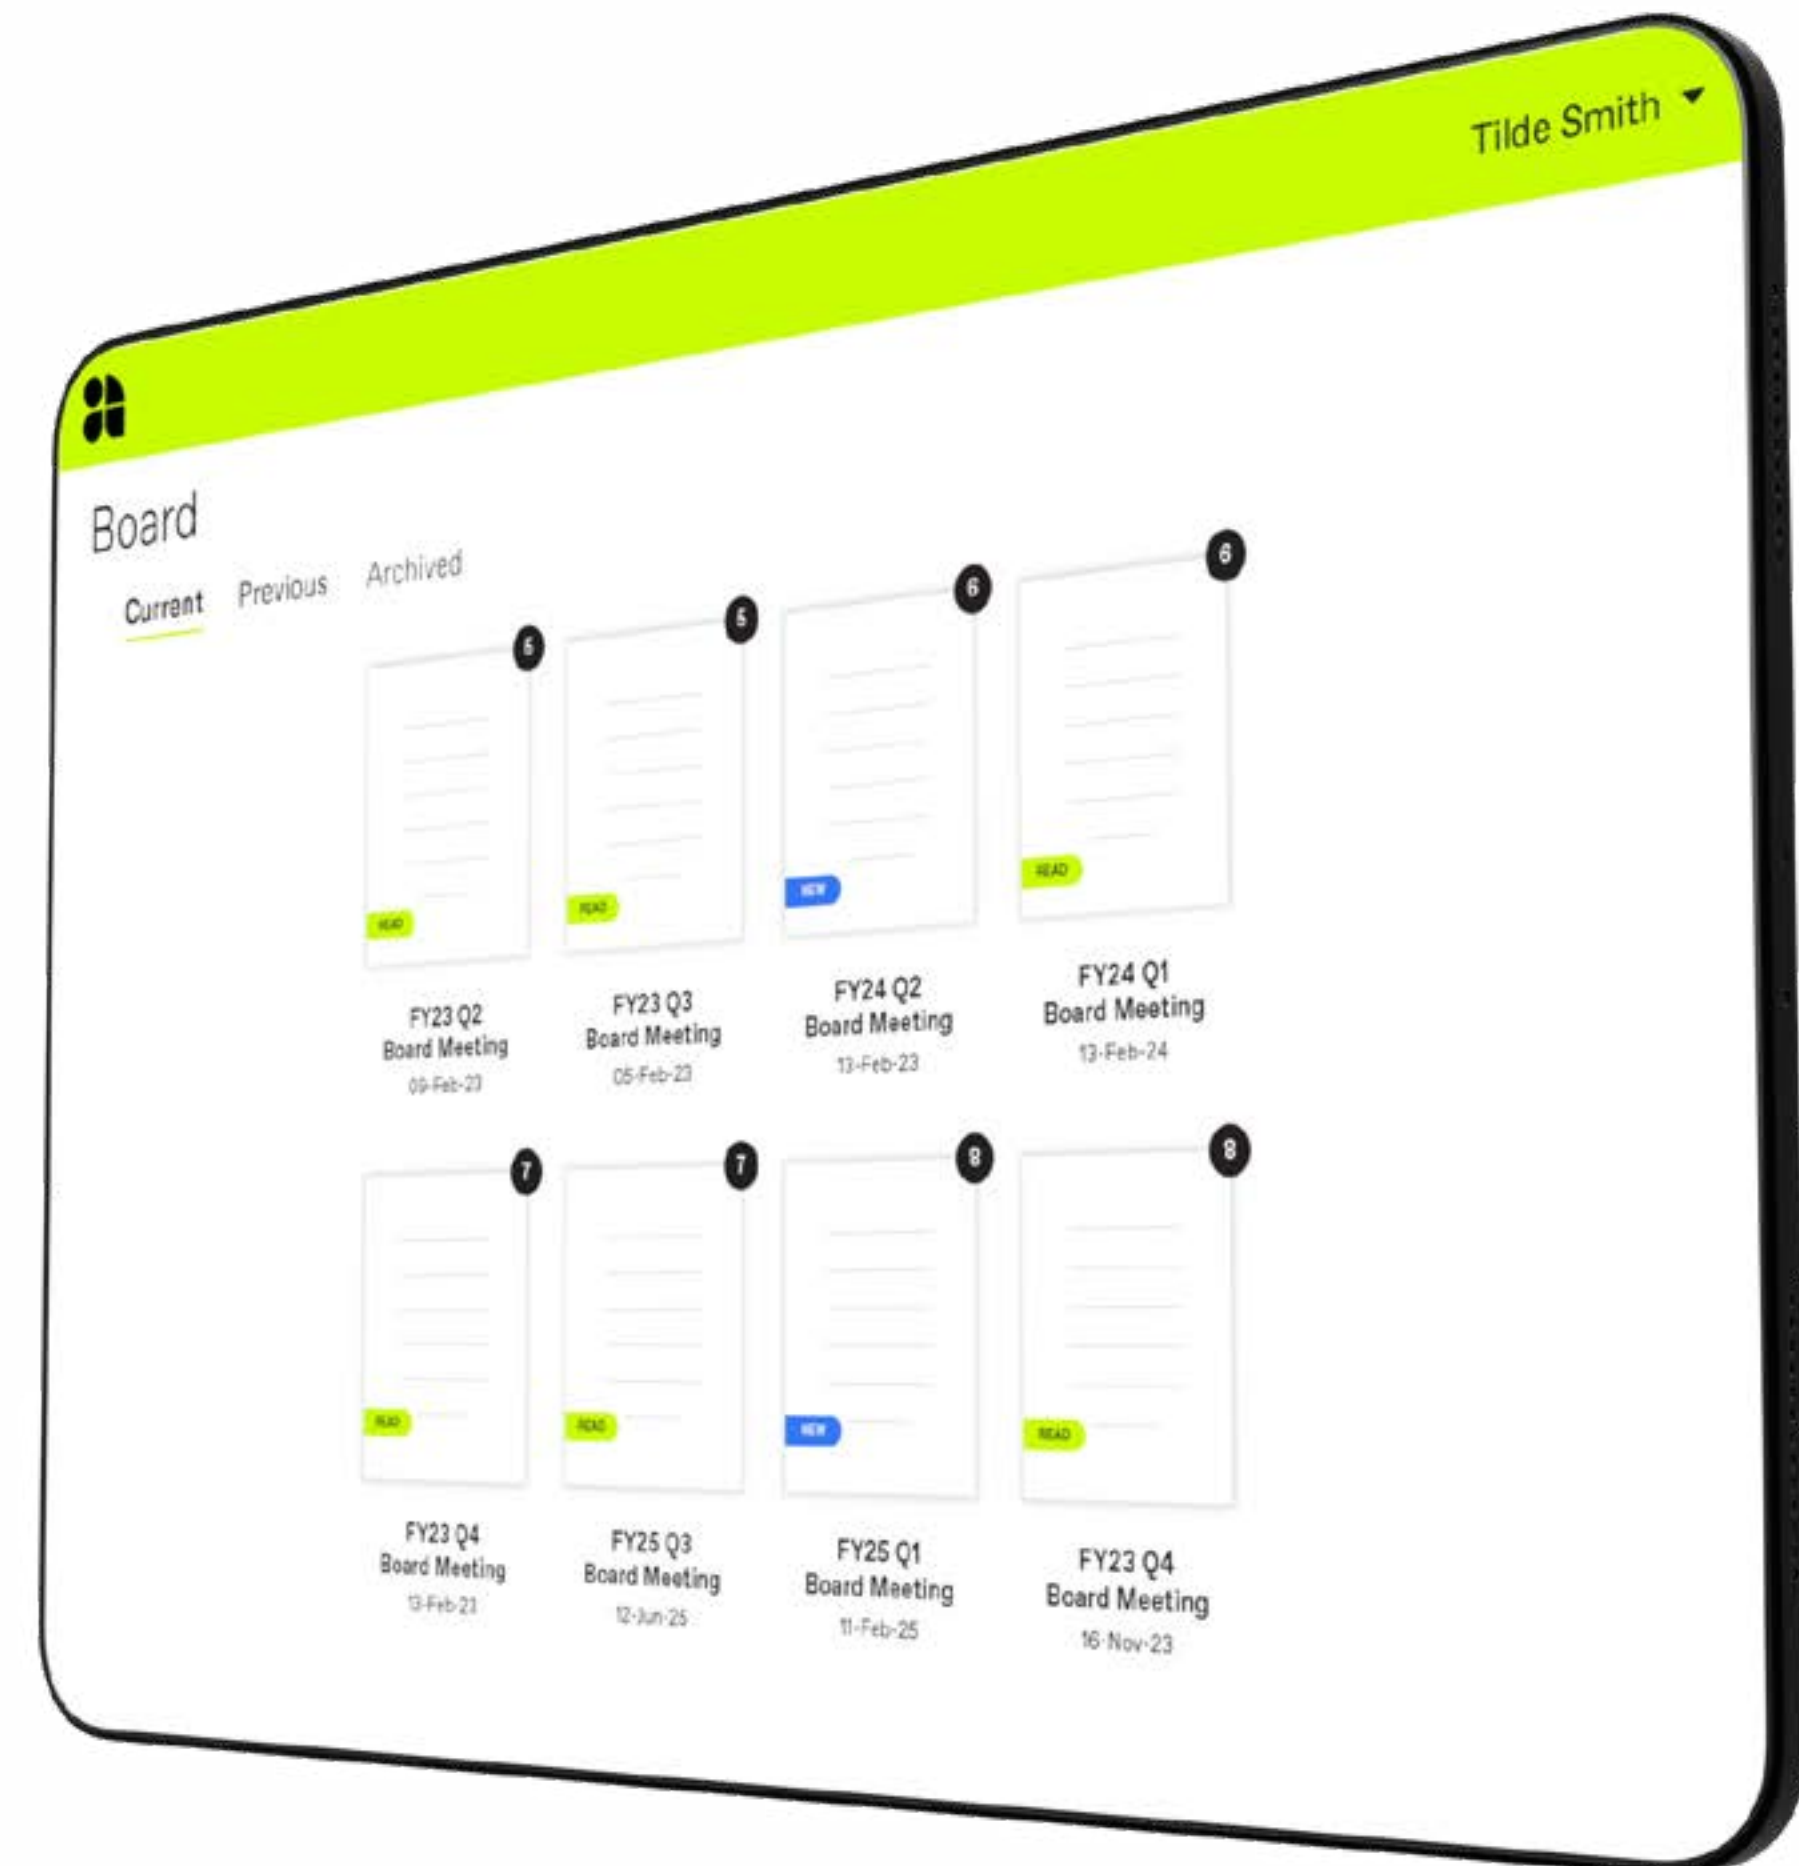 Tilde Smith
Board
Current Previous Archived
5
READ
FY23 Q2
Board Meeting
09-Feb-23
5
READ
FY23 Q3
Board Meeting
05-Feb-23
6
NEW
FY24 Q2
Board Meeting
13-Feb-23
6
READ
FY24 Q1
Board Meeting
13-Feb-24
7
READ
FY23 Q4
Board Meeting
13-Feb-23
7
READ
FY25 Q3
Board Meeting
12-Jun-25
8
NEW
FY25 Q1
Board Meeting
11-Feb-25
8
READ
FY23 Q4
Board Meeting
16-Nov-23